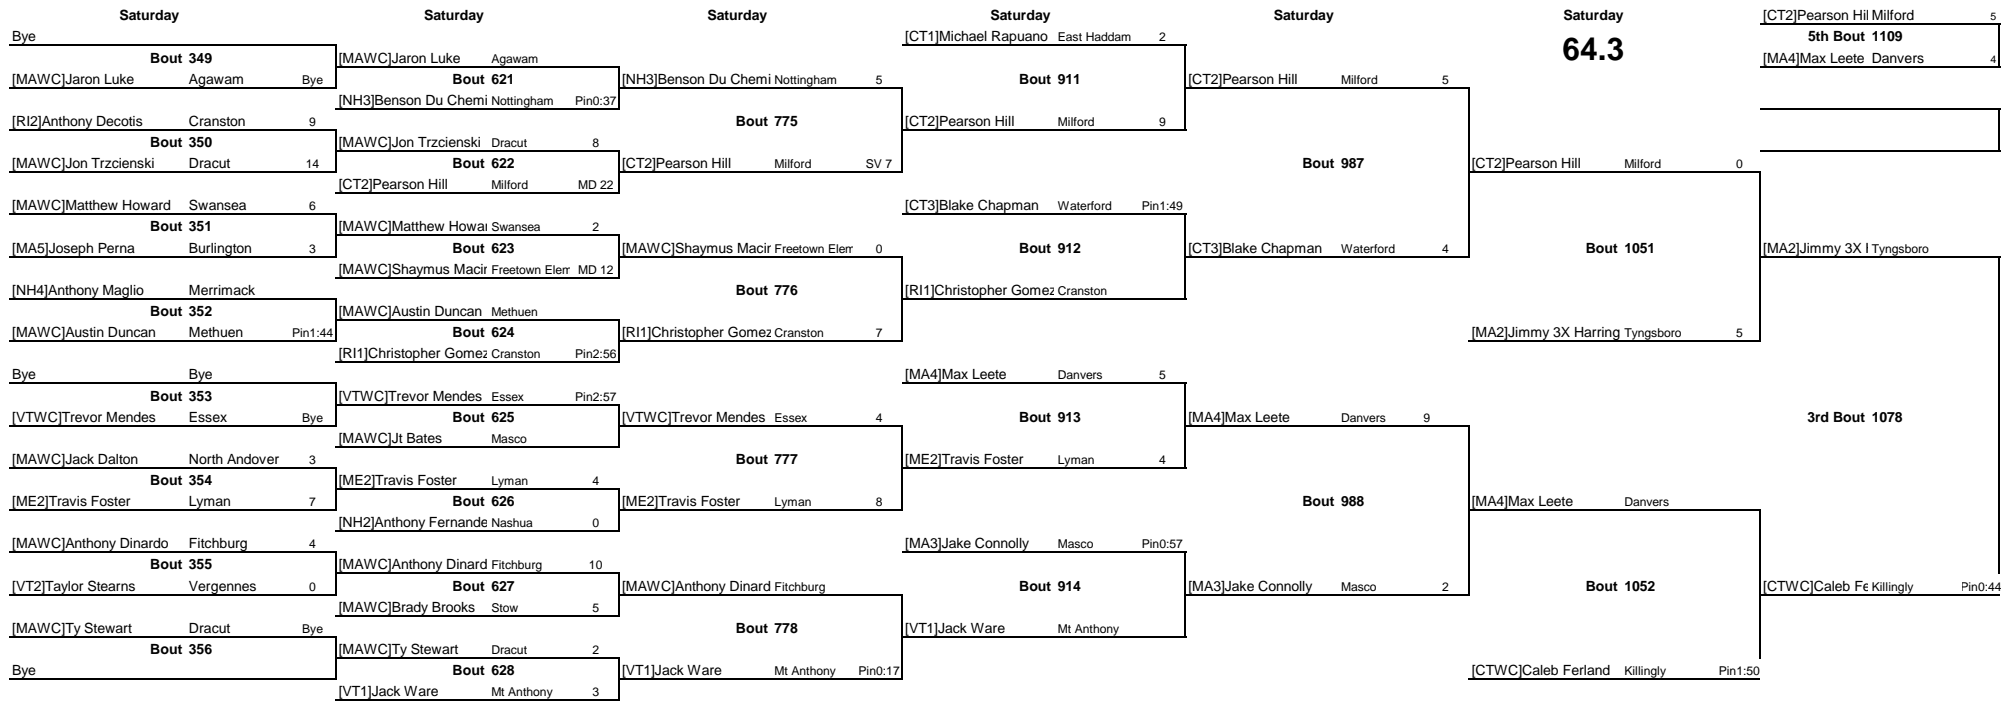 Saturday Saturday Saturday Saturday Saturday Saturday
64.3
Bye
Bout 349
[MAWC]Jaron Luke Agawam Bye
[RI2]Anthony Decotis Cranston 9
Bout 350
[MAWC]Jon Trzcienski Dracut 14
[MAWC]Matthew Howard Swansea 6
Bout 351
[MA5]Joseph Perna Burlington 3
[NH4]Anthony Maglio Merrimack
Bout 352
[MAWC]Austin Duncan Methuen Pin1:44
Bye Bye
Bout 353
[VTWC]Trevor Mendes Essex Bye
[MAWC]Jack Dalton North Andover 3
Bout 354
[ME2]Travis Foster Lyman 7
[MAWC]Anthony Dinardo Fitchburg 4
Bout 355
[VT2]Taylor Stearns Vergennes 0
[MAWC]Ty Stewart Dracut Bye
Bout 356
Bye
[MAWC]Jaron Luke Agawam
Bout 621
[NH3]Benson Du Chemi Nottingham Pin0:37
[MAWC]Jon Trzcienski Dracut 8
Bout 622
[CT2]Pearson Hill Milford MD 22
[MAWC]Matthew Howar Swansea 2
Bout 623
[MAWC]Shaymus Macin Freetown Elem MD 12
[MAWC]Austin Duncan Methuen
Bout 624
[RI1]Christopher Gomez Cranston Pin2:56
[VTWC]Trevor Mendes Essex Pin2:57
Bout 625
[MAWC]Jt Bates Masco
[ME2]Travis Foster Lyman 4
Bout 626
[NH2]Anthony Fernande Nashua 0
[MAWC]Anthony Dinard Fitchburg 10
Bout 627
[MAWC]Brady Brooks Stow 5
[MAWC]Ty Stewart Dracut 2
Bout 628
[VT1]Jack Ware Mt Anthony 3
[NH3]Benson Du Chemi Nottingham 5
Bout 775
[CT2]Pearson Hill Milford SV 7
[MAWC]Shaymus Macin Freetown Elem 0
Bout 776
[RI1]Christopher Gomez Cranston 7
[VTWC]Trevor Mendes Essex 4
Bout 777
[ME2]Travis Foster Lyman 8
[MAWC]Anthony Dinard Fitchburg
Bout 778
[VT1]Jack Ware Mt Anthony Pin0:17
[CT1]Michael Rapuano East Haddam 2
Bout 911
[CT2]Pearson Hill Milford 9
[CT3]Blake Chapman Waterford Pin1:49
Bout 912
[RI1]Christopher Gomez Cranston
[MA4]Max Leete Danvers 5
Bout 913
[ME2]Travis Foster Lyman 4
[MA3]Jake Connolly Masco Pin0:57
Bout 914
[VT1]Jack Ware Mt Anthony
[CT2]Pearson Hill Milford 5
Bout 987
[CT3]Blake Chapman Waterford 4
[MA4]Max Leete Danvers 9
Bout 988
[MA3]Jake Connolly Masco 2
[CT2]Pearson Hill Milford 0
Bout 1051
[MA2]Jimmy 3X Harring Tyngsboro 5
[MA4]Max Leete Danvers
Bout 1052
[CTWC]Caleb Ferland Killingly Pin1:50
[CT2]Pearson Hil Milford 5
5th Bout 1109
[MA4]Max Leete Danvers 4
[MA2]Jimmy 3X Tyngsboro
3rd Bout 1078
[CTWC]Caleb Fe Killingly Pin0:44